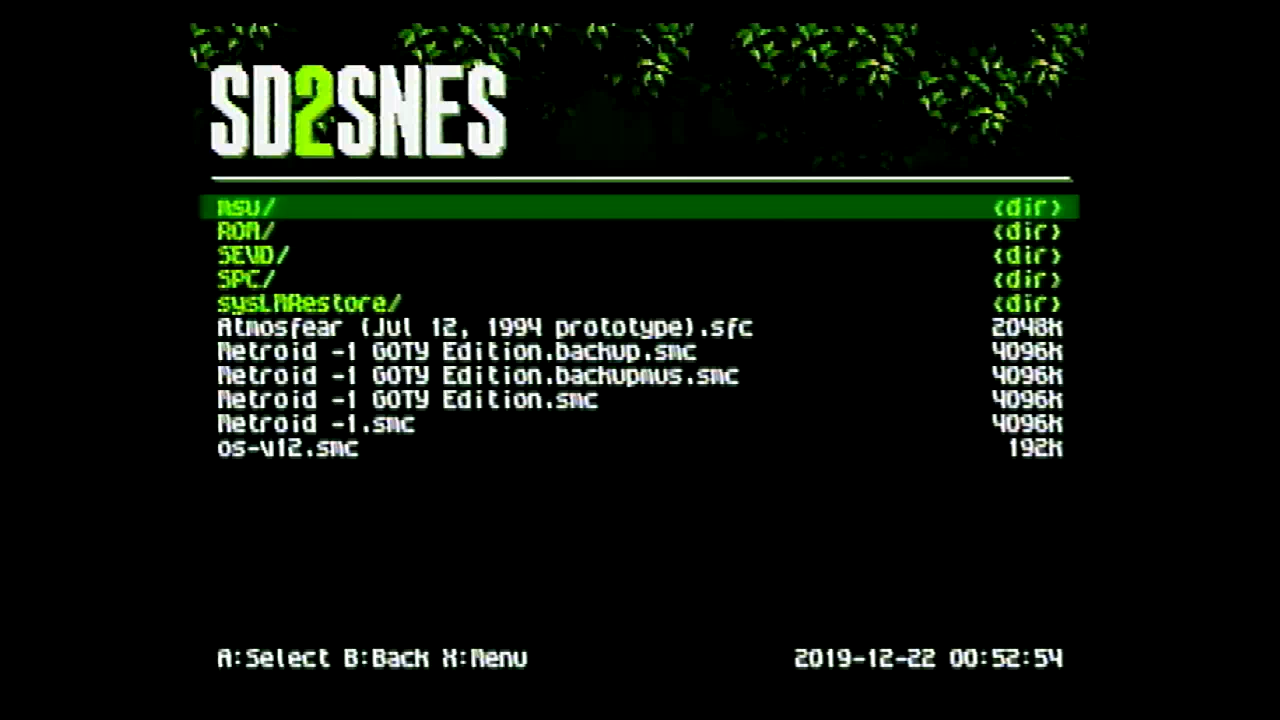 SD2SNES
msu/ <dir>
ROM/ <dir>
SEVD/ <dir>
SPC/ <dir>
sysLMRestore/ <dir>
Atmosfear (Jul 12, 1994 prototype).sfc 2048k
Metroid -1 GOTY Edition.backup.smc 4096k
Metroid -1 GOTY Edition.backupmus.smc 4096k
Metroid -1 GOTY Edition.smc 4096k
Metroid -1.smc 4096k
os-v12.smc 192k
A:Select B:Back X:Menu 2019-12-22 00:52:54